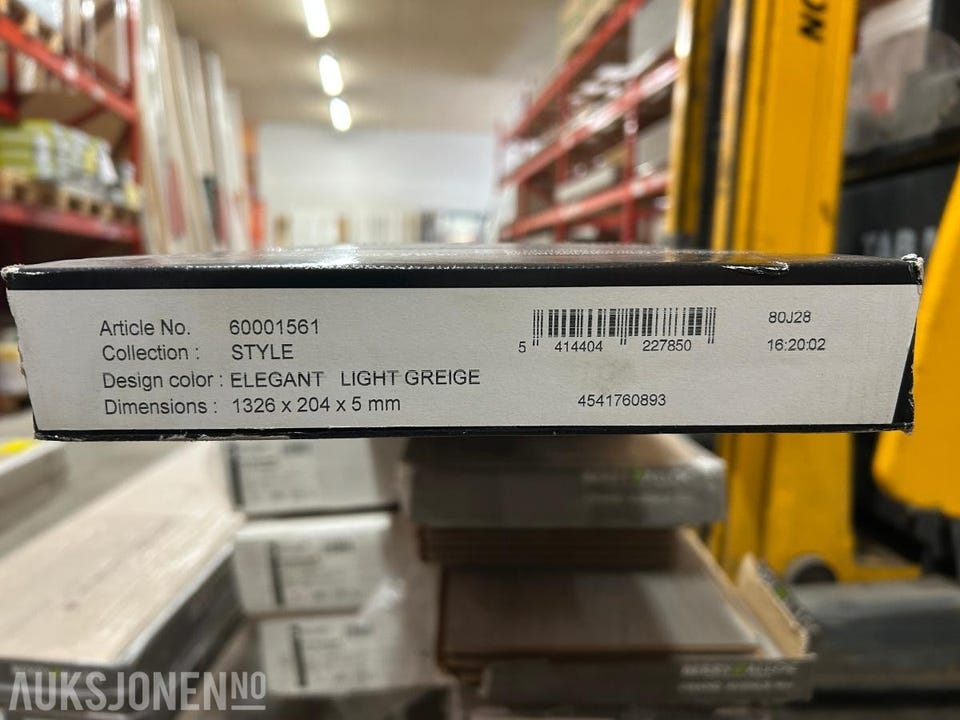 Article No. 60001561
Collection : STYLE
Design color : ELEGANT LIGHT GREIGE
Dimensions : 1326 x 204 x 5 mm
5 414404 227850
4541760893
80J28
16:20:02
AUKSJONEN NO